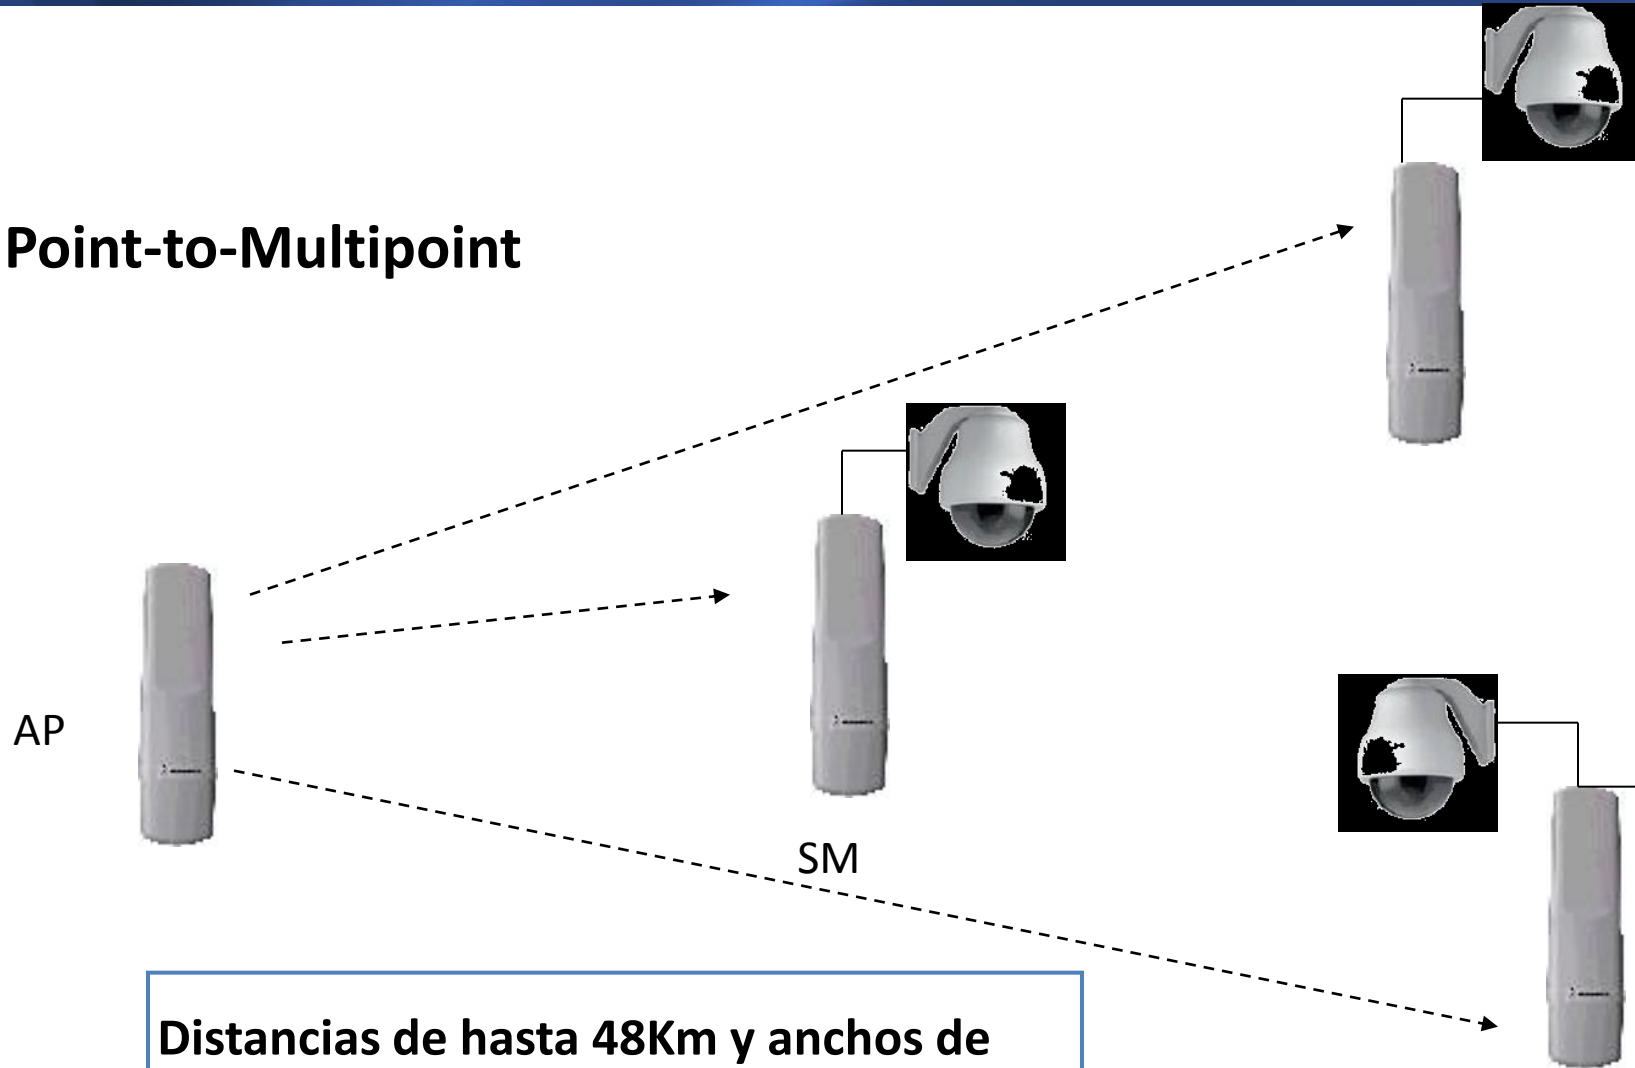 Point-to-Multipoint
AP
SM
Distancias de hasta 48Km y anchos de